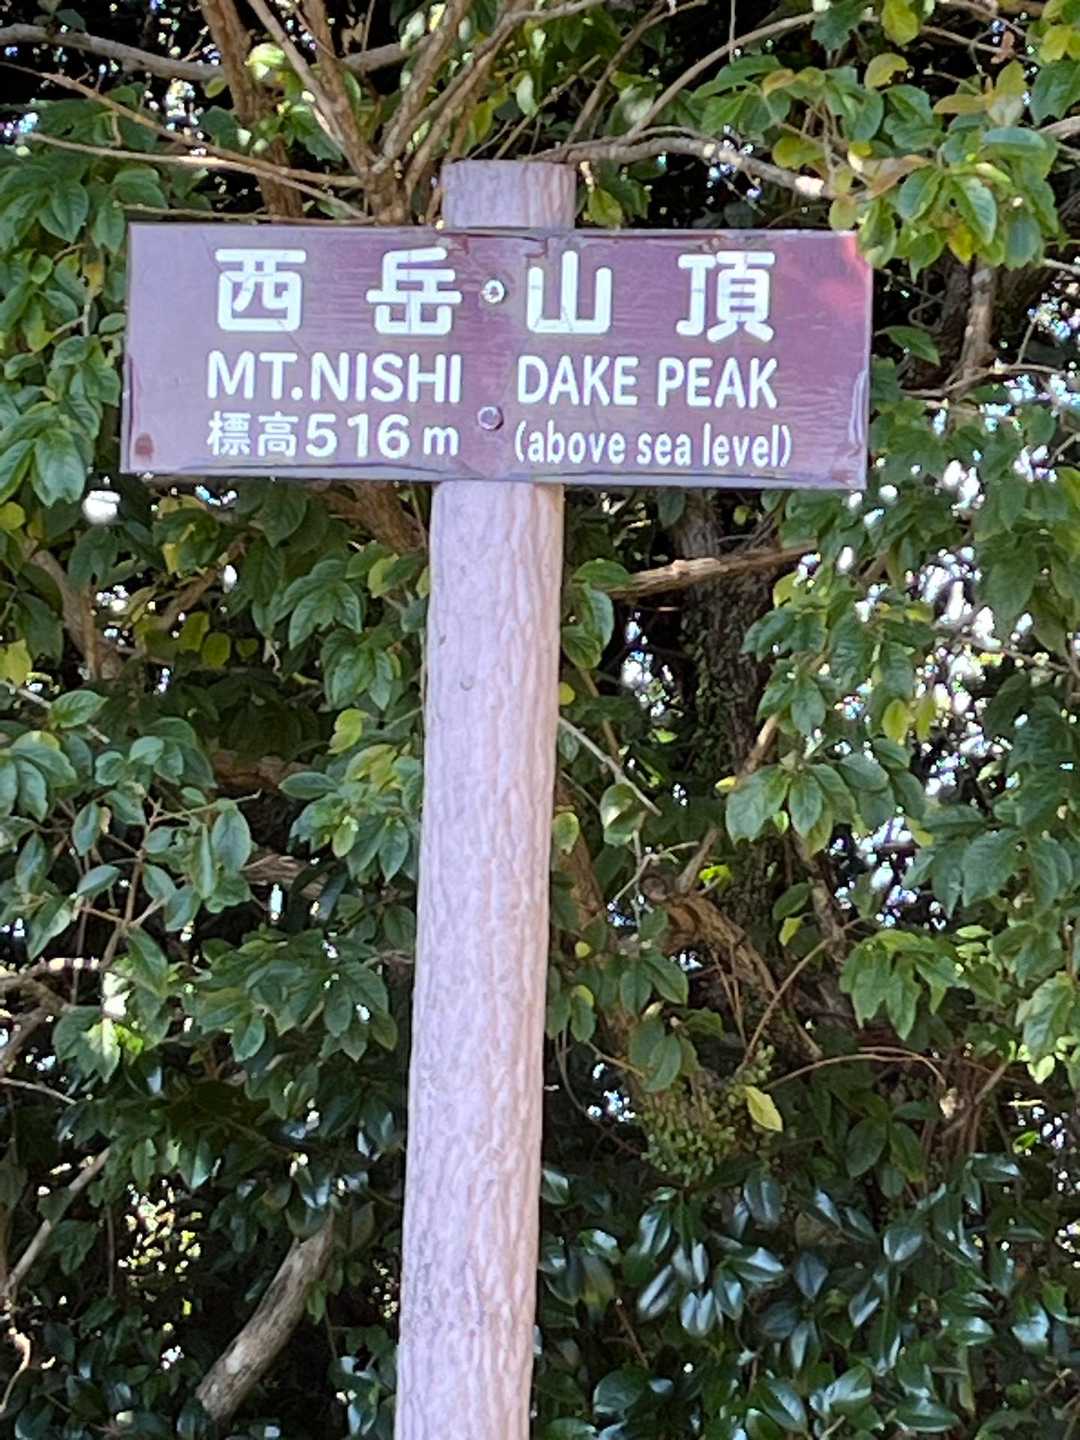 西岳山頂
MT.NISHI DAKE PEAK
標高516m (above sea level)